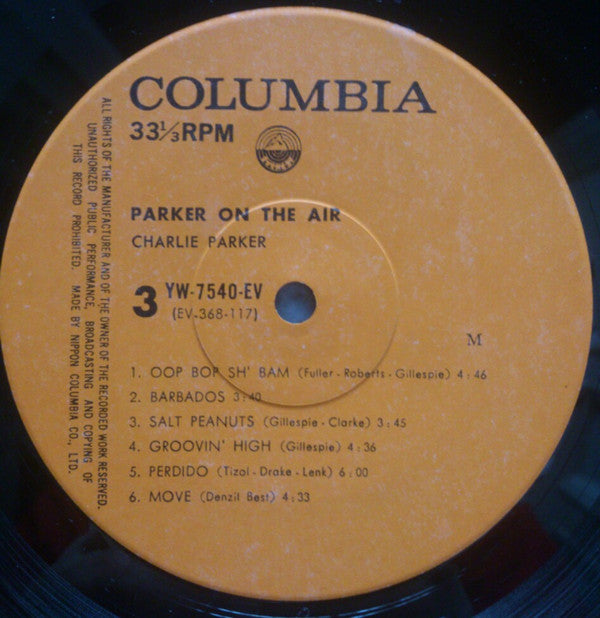 COLUMBIA
33⅓RPM
PARKER ON THE AIR
CHARLIE PARKER
3 YW-7540-EV
(EV-368-117)
M
1. OOP BOP SH' BAM (Fuller - Roberts - Gillespie) 4 : 46
2. BARBADOS 3:40
3. SALT PEANUTS (Gillespie - Clarke) 3 : 45
4. GROOVIN' HIGH (Gillespie) 4 : 36
5. PERDIDO (Tizol - Drake - Lenk) 6 : 00
6. MOVE (Denzil Best) 4 : 33
ALL RIGHTS OF THE MANUFACTURER AND OF THE OWNER OF THE RECORDED WORK RESERVED.
UNAUTHORIZED PUBLIC PERFORMANCE, BROADCASTING AND COPYING OF
THIS RECORD PROHIBITED. MADE BY NIPPON COLUMBIA CO., LTD.